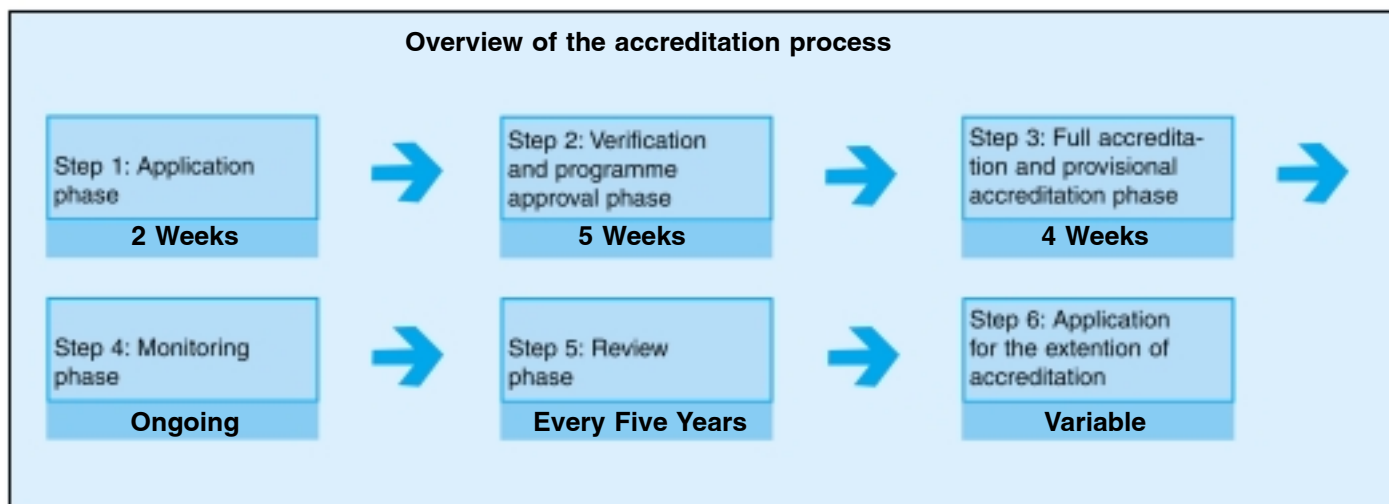 Overview of the accreditation process
Step 1: Application
phase
2 Weeks
Step 2: Verification
and programme
approval phase
5 Weeks
Step 3: Full accredita-
tion and provisional
accreditation phase
4 Weeks
Step 4: Monitoring
phase
Ongoing
Step 5: Review
phase
Every Five Years
Step 6: Application
for the extention of
accreditation
Variable